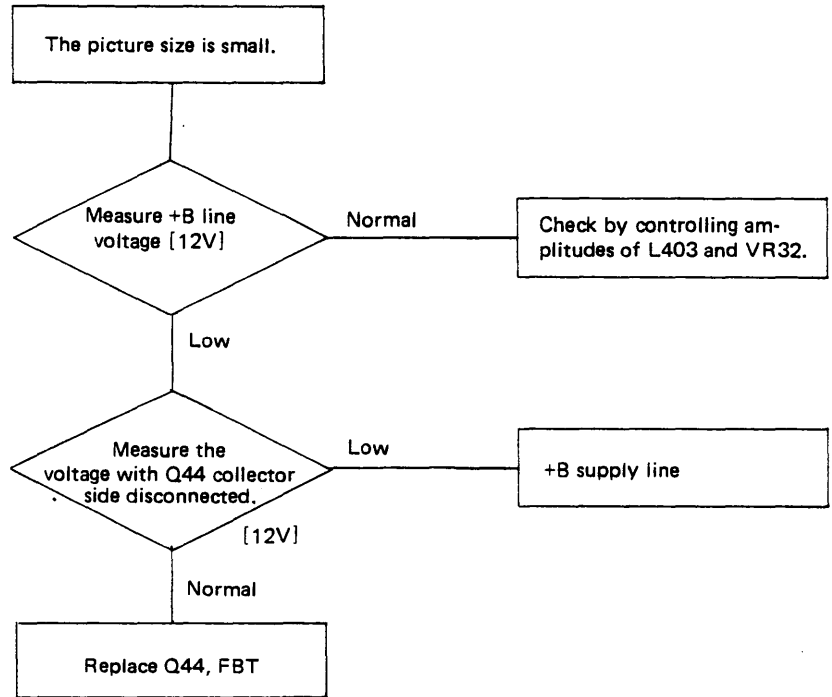 The picture size is small.
Measure +B line
voltage [12V]
Normal
Check by controlling am-
plitudes of L403 and VR32.
Low
Measure the
voltage with Q44 collector
side disconnected.
[12V]
Low
+B supply line
Normal
Replace Q44, FBT